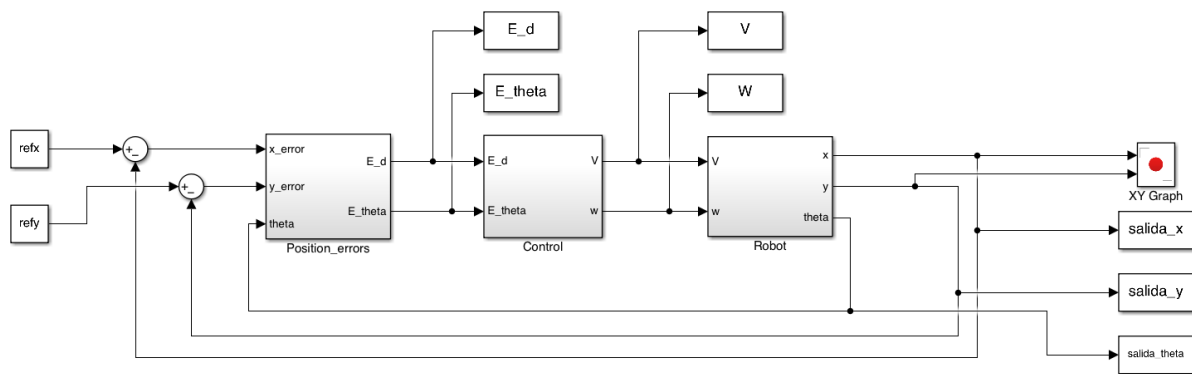 E_d
V
E_theta
W
refx
+
−
x_error
E_d
E_d
V
V
x
y_error
y
XY Graph
+
−
refy
theta
E_theta
E_theta
w
w
theta
salida_x
Position_errors
Control
Robot
salida_y
salida_theta